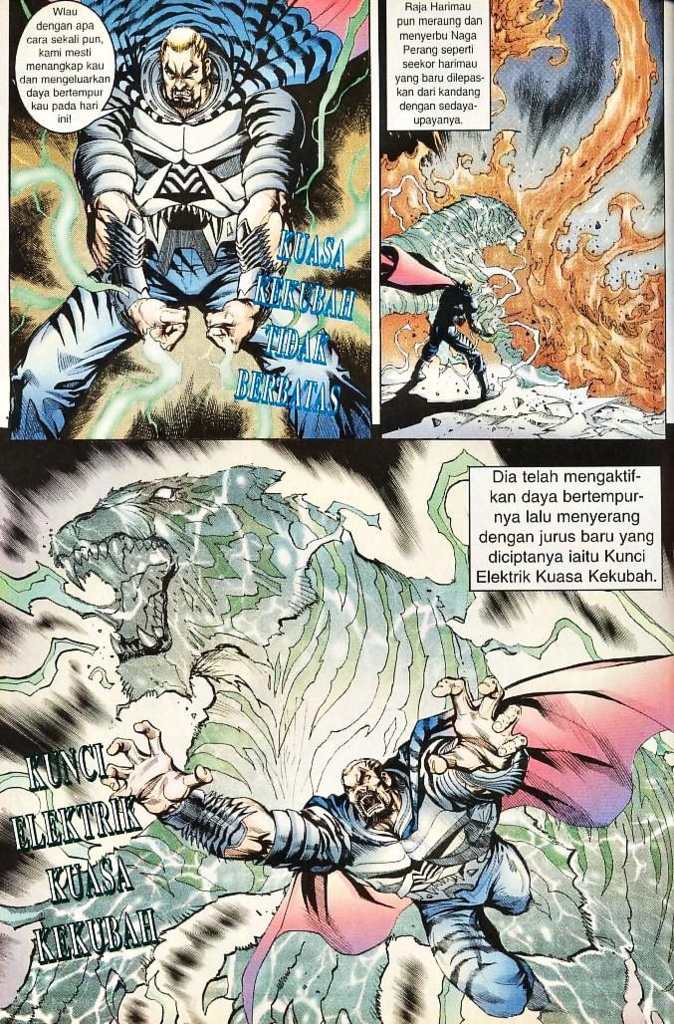 Wlau
dengan apa
cara sekali pun,
kami mesti
menangkap kau
dan mengeluarkan
daya bertempur
kau pada hari
ini!
KUASA
KEKUBAH
TIDAK
BERBATAS
Raja Harimau
pun meraung dan
menyerbu Naga
Perang seperti
seekor harimau
yang baru dilepas-
kan dari kandang
dengan sedaya-
upayanya.
Dia telah mengaktif-
kan daya bertempur-
nya lalu menyerang
dengan jurus baru yang
diciptanya iaitu Kunci
Elektrik Kuasa Kekubah.
KUNCI
ELEKTRIK
KUASA
KEKUBAH